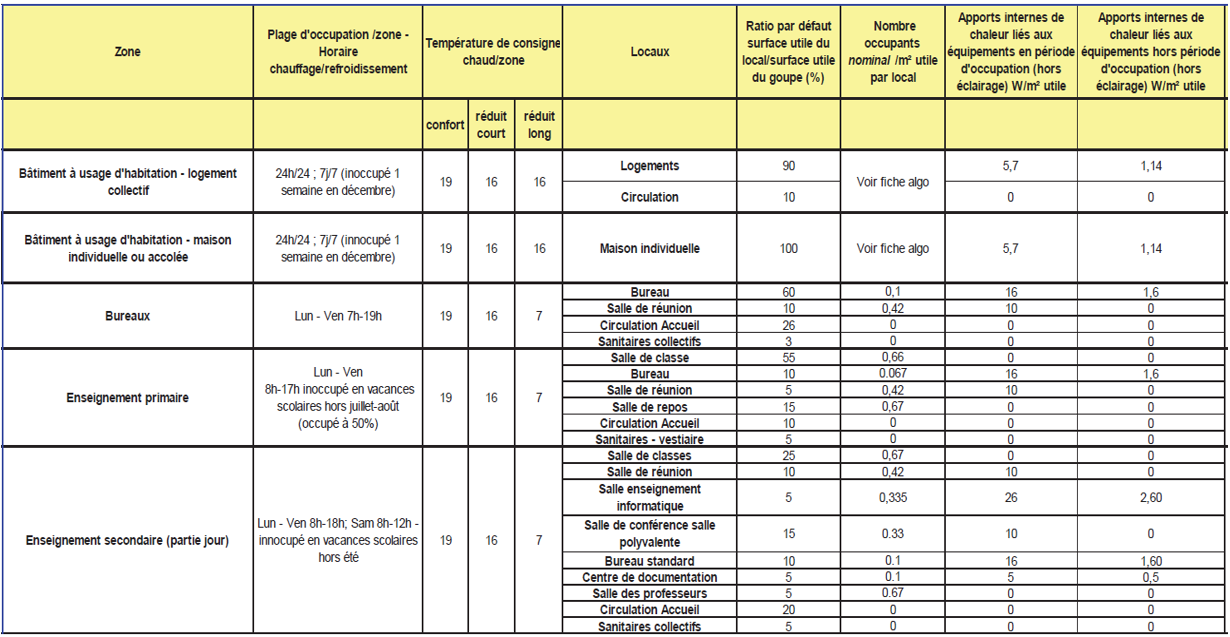 Zone
Plage d'occupation /zone -
Horaire
chauffage/refroidissement
Température de consigne
chaud/zone
Locaux
Ratio par défaut
surface utile du
local/surface utile
du goupe (%)
Nombre
occupants
nominal /m² utile
par local
Apports internes de
chaleur liés aux
équipements en période
d'occupation (hors
éclairage) W/m² utile
Apports internes de
chaleur liés aux
équipements hors période
d'occupation (hors
éclairage) W/m² utile
confort
réduit
court
réduit
long
Bâtiment à usage d'habitation - logement
collectif
24h/24 ; 7j/7 (inoccupé 1
semaine en décembre)
19
16
16
Logements
90
Voir fiche algo
5,7
1,14
Circulation
10
0
0
Bâtiment à usage d'habitation - maison
individuelle ou accolée
24h/24 ; 7j/7 (innocupé 1
semaine en décembre)
19
16
16
Maison individuelle
100
Voir fiche algo
5,7
1,14
Bureaux
Lun - Ven 7h-19h
19
16
7
Bureau
60
0,1
16
1,6
Salle de réunion
10
0,42
10
0
Circulation Accueil
26
0
0
0
Sanitaires collectifs
3
0
0
0
Enseignement primaire
Lun - Ven
8h-17h inoccupé en vacances
scolaires hors juillet-août
(occupé à 50%)
19
16
7
Salle de classe
55
0,66
0
0
Bureau
10
0.067
16
1,6
Salle de réunion
5
0,42
10
0
Salle de repos
15
0,67
0
0
Circulation Accueil
10
0
0
0
Sanitaires - vestiaire
5
0
0
0
Enseignement secondaire (partie jour)
Lun - Ven 8h-18h; Sam 8h-12h -
innocupé en vacances scolaires
hors été
19
16
7
Salle de classes
25
0,67
0
0
Salle de réunion
10
0,42
10
0
Salle enseignement
informatique
5
0,335
26
2,60
Salle de conférence salle
polyvalente
15
0.33
10
0
Bureau standard
10
0.1
16
1,60
Centre de documentation
5
0.1
5
0,5
Salle des professeurs
5
0.67
0
0
Circulation Accueil
20
0
0
0
Sanitaires collectifs
5
0
0
0